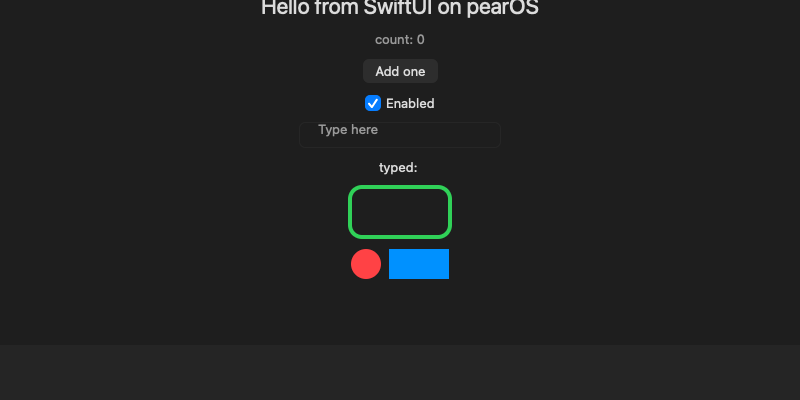 Hello from SwiftUI on pearOS
count: 0
Add one
Enabled
Type here
typed: